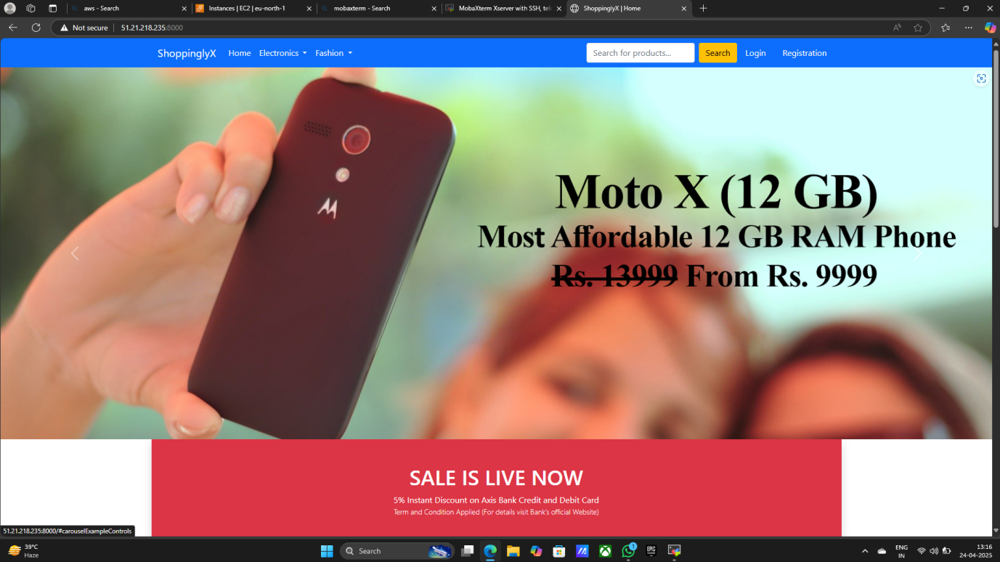 aws - Search
Instances | EC2 | eu-north-1
mobaxterm - Search
MobaXterm Xserver with SSH, tel
ShoppinglyX | Home
Not secure
51.21.218.235:8000
ShoppinglyX
Home
Electronics
Fashion
Search for products...
Search
Login
Registration
Moto X (12 GB)
Most Affordable 12 GB RAM Phone
Rs. 13999 From Rs. 9999
SALE IS LIVE NOW
5% Instant Discount on Axis Bank Credit and Debit Card
Term and Condition Applied (For details visit Bank's official Website)
51.21.218.235:8000/#carouselExampleControls
39°C
Haze
Search
1
EPIC
ENG
IN
13:16
24-04-2025